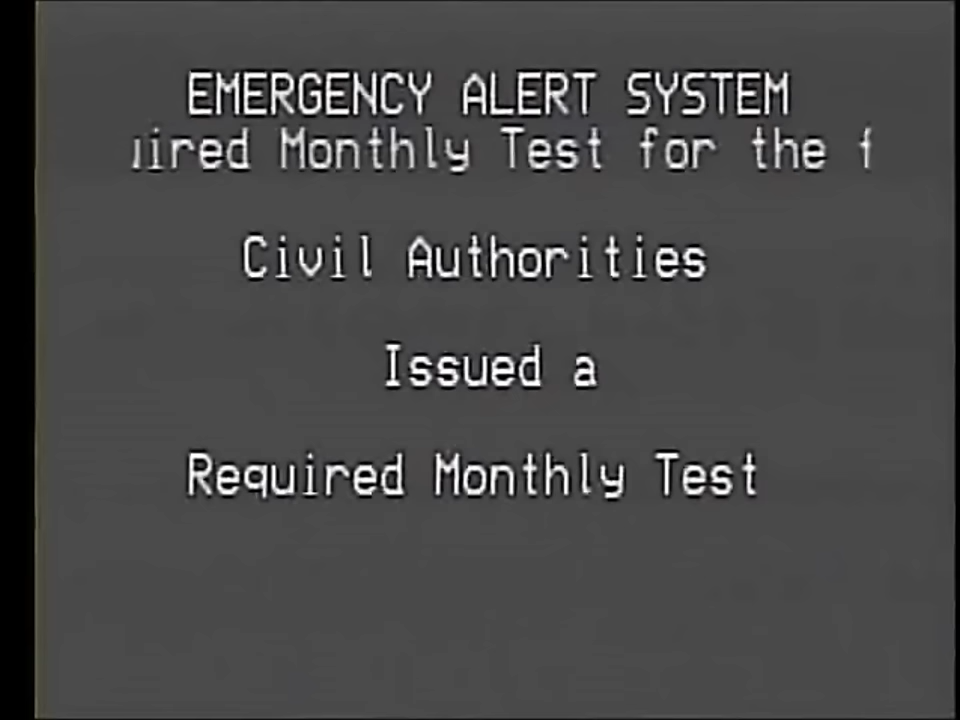 EMERGENCY ALERT SYSTEM
Monthly Test for the
Civil Authorities
Issued a
Required Monthly Test